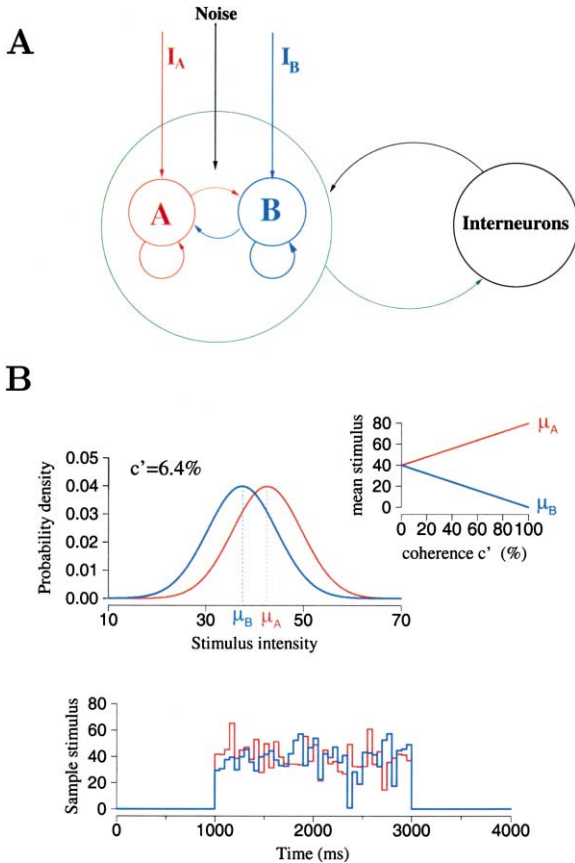 A
Noise
I_A
I_B
A
B
Interneurons
B
Probability density
0.05
0.04
0.03
0.02
0.01
0.00
c'=6.4%
10
30
50
70
μ_B
μ_A
Stimulus intensity
mean stimulus
80
60
40
20
0
μ_A
μ_B
0 20 40 60 80 100
coherence c' (%)
Sample stimulus
80
60
40
20
0
0
1000
2000
3000
4000
Time (ms)